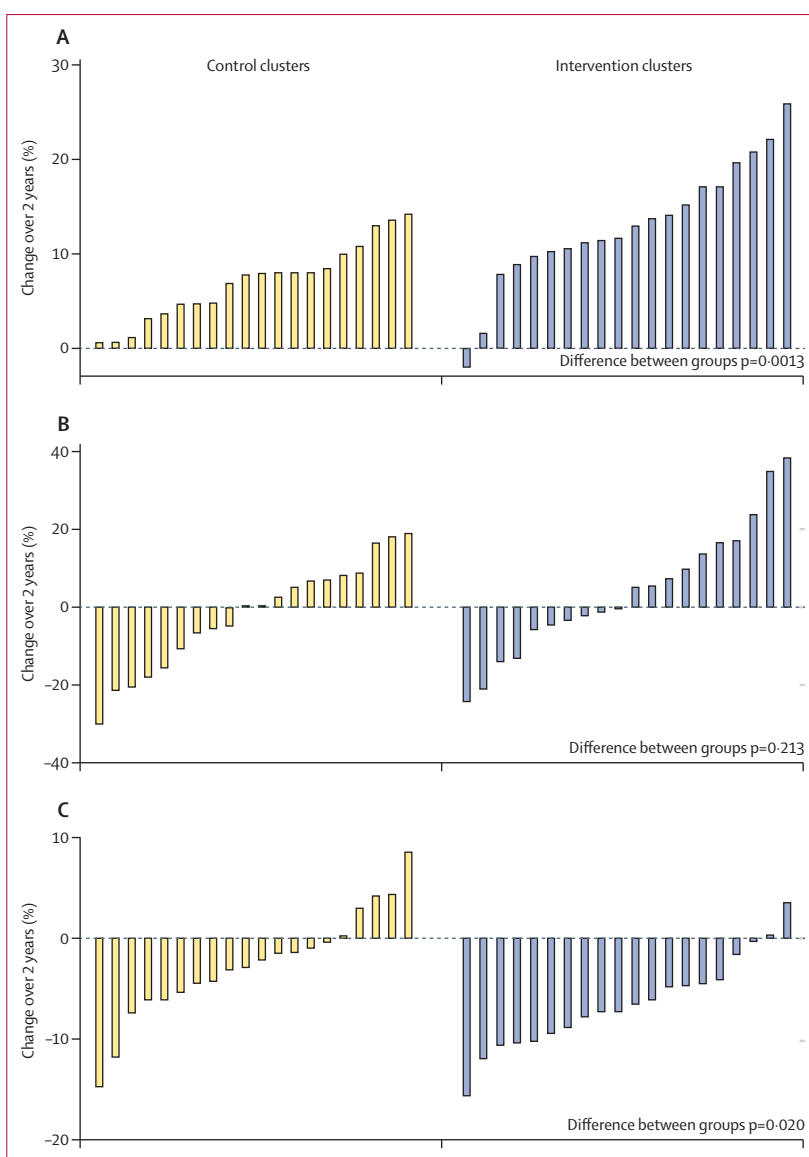 A
Control clusters
Intervention clusters
Change over 2 years (%)
30
20
10
0
Difference between groups p=0·0013
B
Change over 2 years (%)
40
20
0
–20
–40
Difference between groups p=0·213
C
Change over 2 years (%)
10
0
–10
–20
Difference between groups p=0·020